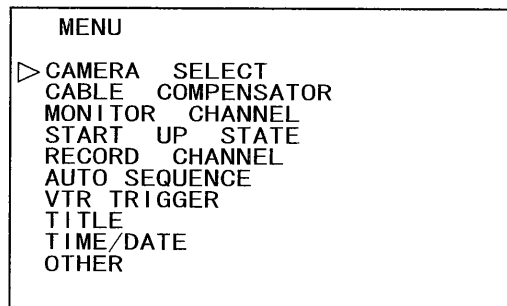 MENU
CAMERA SELECT
CABLE COMPENSATOR
MONITOR CHANNEL
START UP STATE
RECORD CHANNEL
AUTO SEQUENCE
VTR TRIGGER
TITLE
TIME/DATE
OTHER